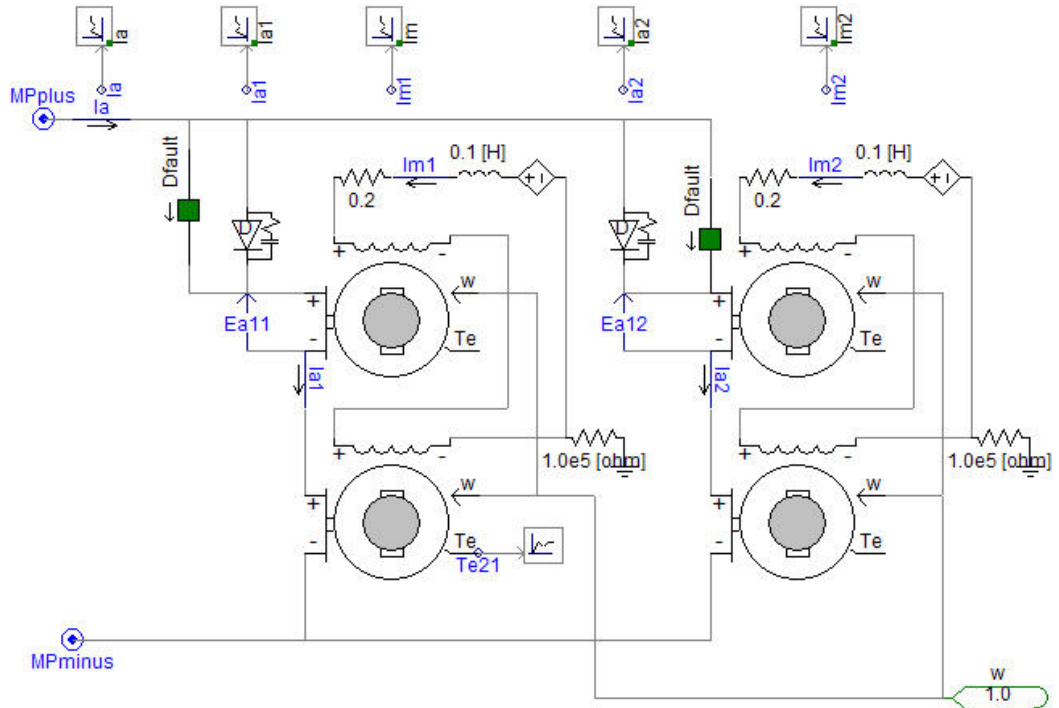 Ia
Ia1
Im
Ia2
Im2
Ia
Ia1
Im1
Ia2
Im2
MPplus
Ia
Dfault
D
Im1
0.1 [H]
+ -
0.2
+ -
+
-
w
Te
Ea11
Ia1
+ -
1.0e5 [ohm]
+
-
w
Te
Te21
D
Dfault
Im2
0.1 [H]
+ -
0.2
+ -
+
-
w
Te
Ea12
Ia2
+ -
1.0e5 [ohm]
+
-
w
Te
MPminus
w
1.0